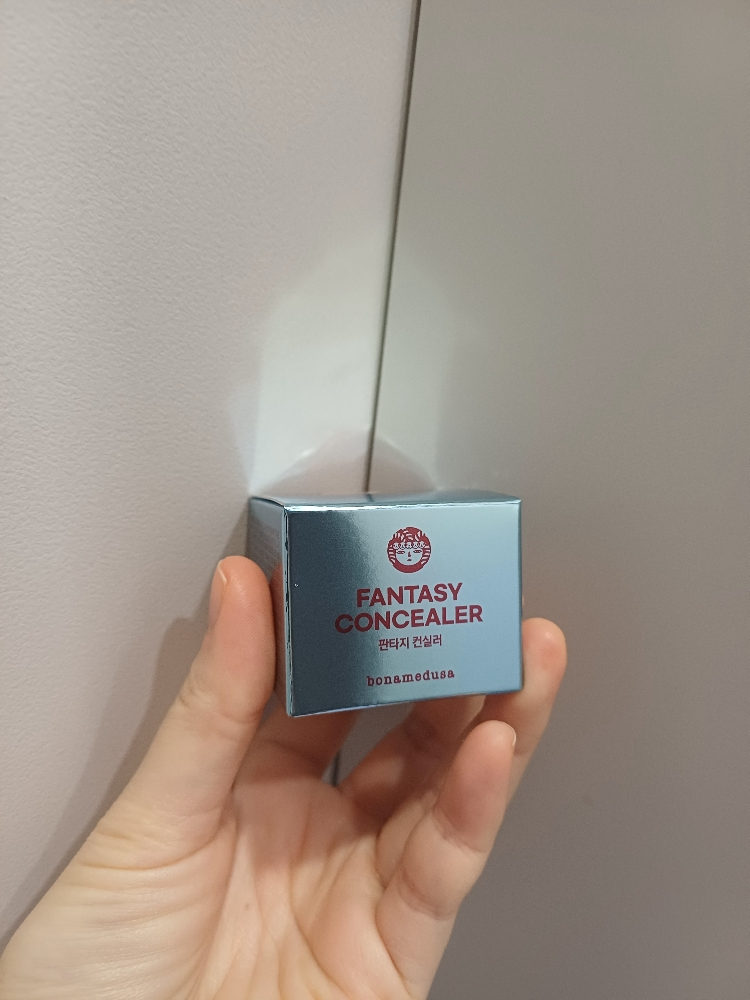 FANTASY
CONCEALER
판타지 컨실러
bonamedusa